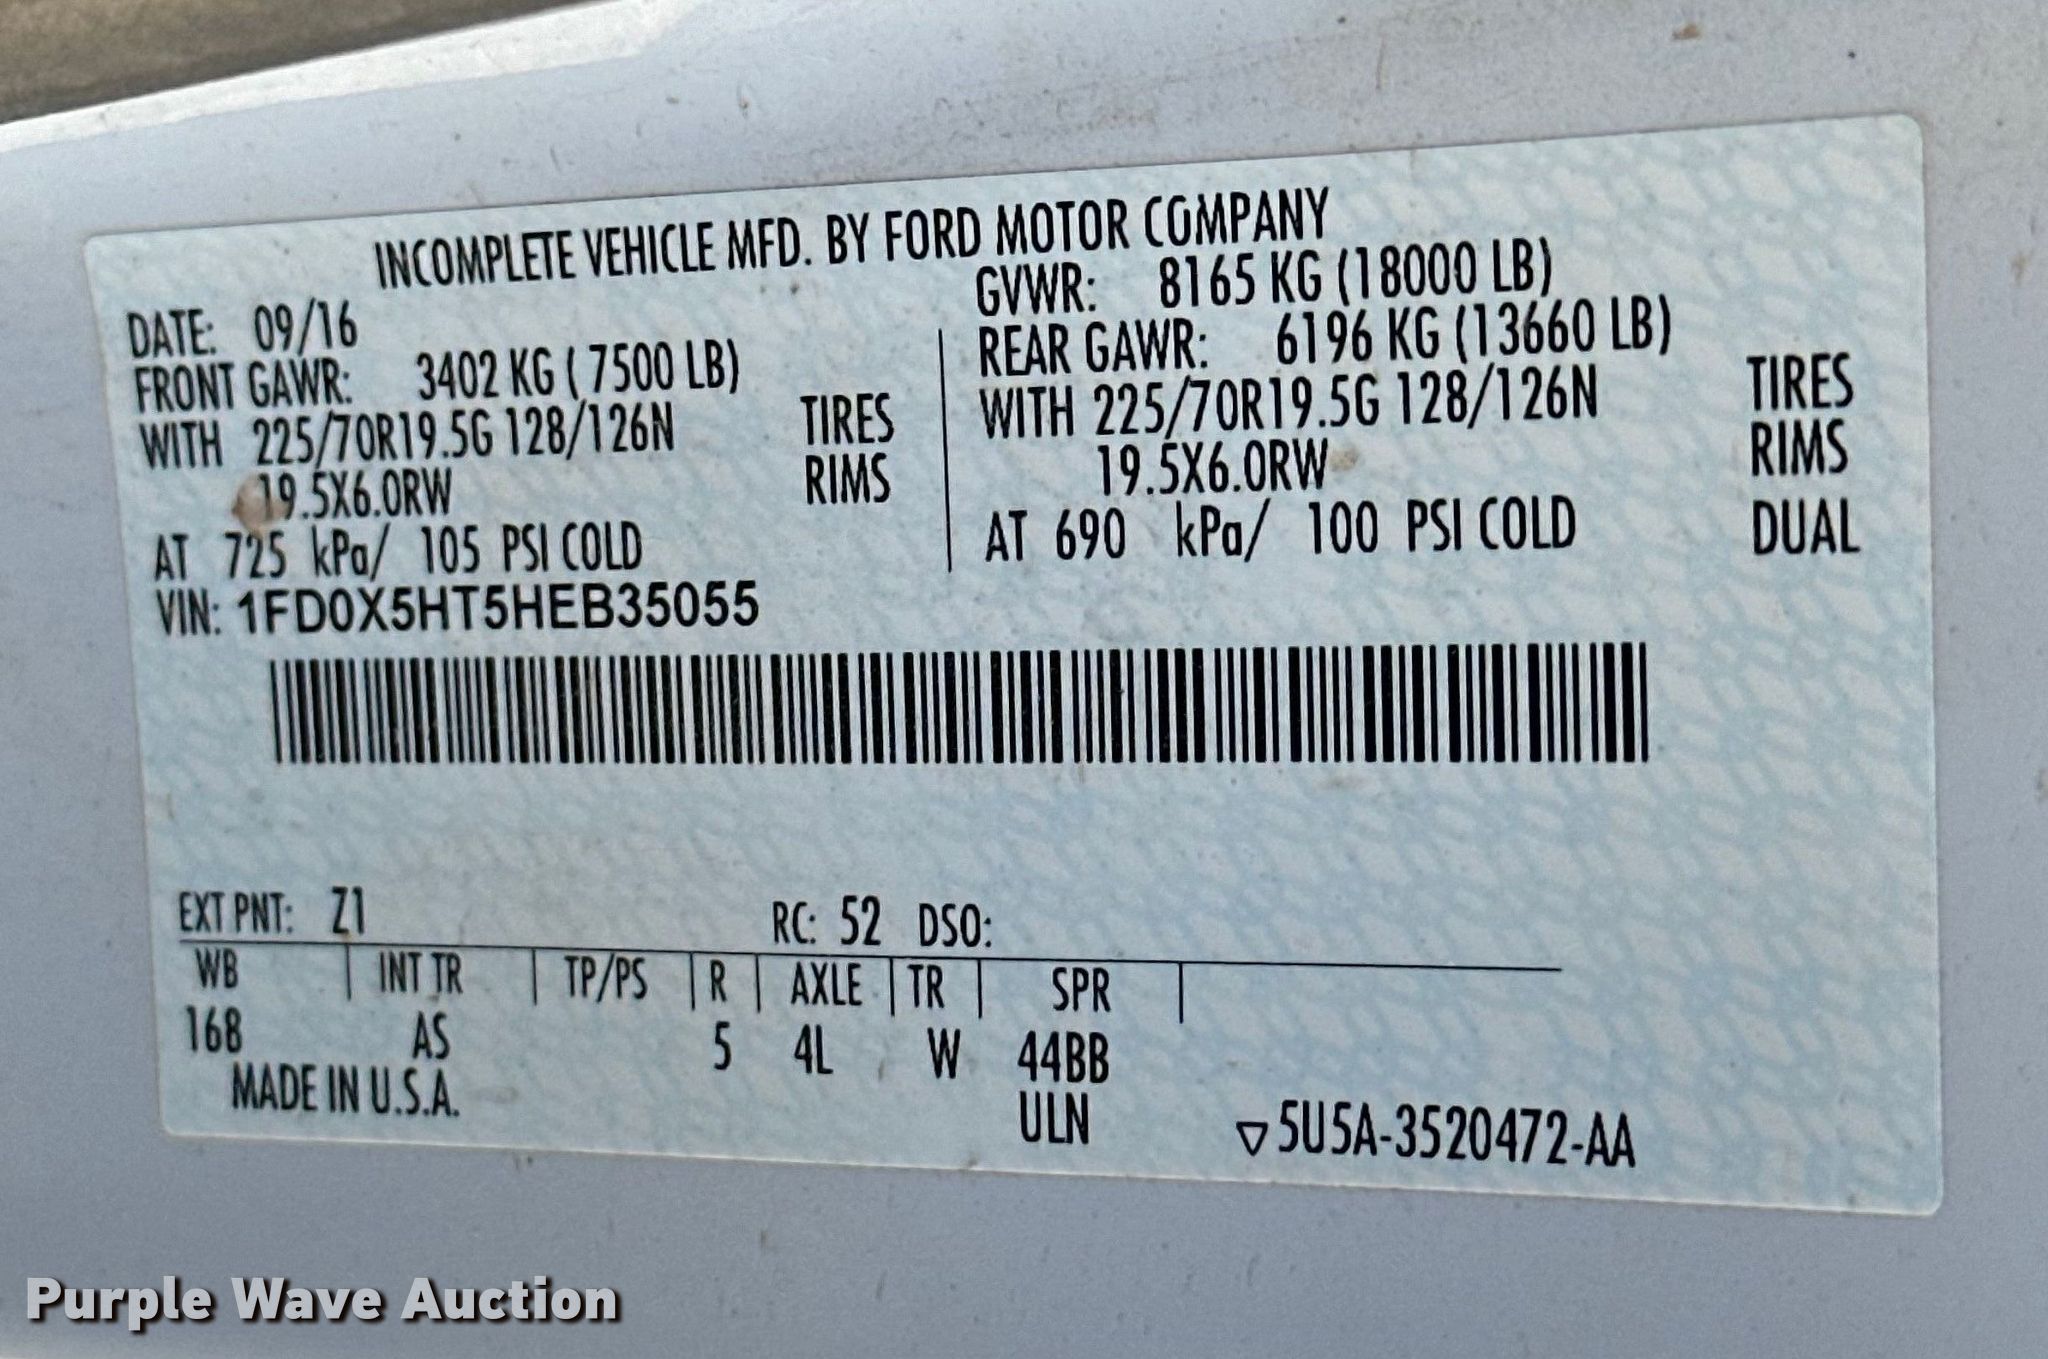 INCOMPLETE VEHICLE MFD. BY FORD MOTOR COMPANY
DATE: 09/16
GVWR: 8165 KG (18000 LB)
FRONT GAWR: 3402 KG ( 7500 LB)
REAR GAWR: 6196 KG (13660 LB)
WITH 225/70R19.5G 128/126N TIRES
WITH 225/70R19.5G 128/126N TIRES
19.5X6.0RW RIMS
19.5X6.0RW RIMS
AT 725 kPa/ 105 PSI COLD
AT 690 kPa/ 100 PSI COLD DUAL
VIN: 1FD0X5HT5HEB35055
EXT PNT: Z1 RC: 52 DSO:
WB | INT TR | TP/PS | R | AXLE | TR | SPR |
168 AS 5 4L W 44BB
MADE IN U.S.A. ULN
▽5U5A-3520472-AA
Purple Wave Auction